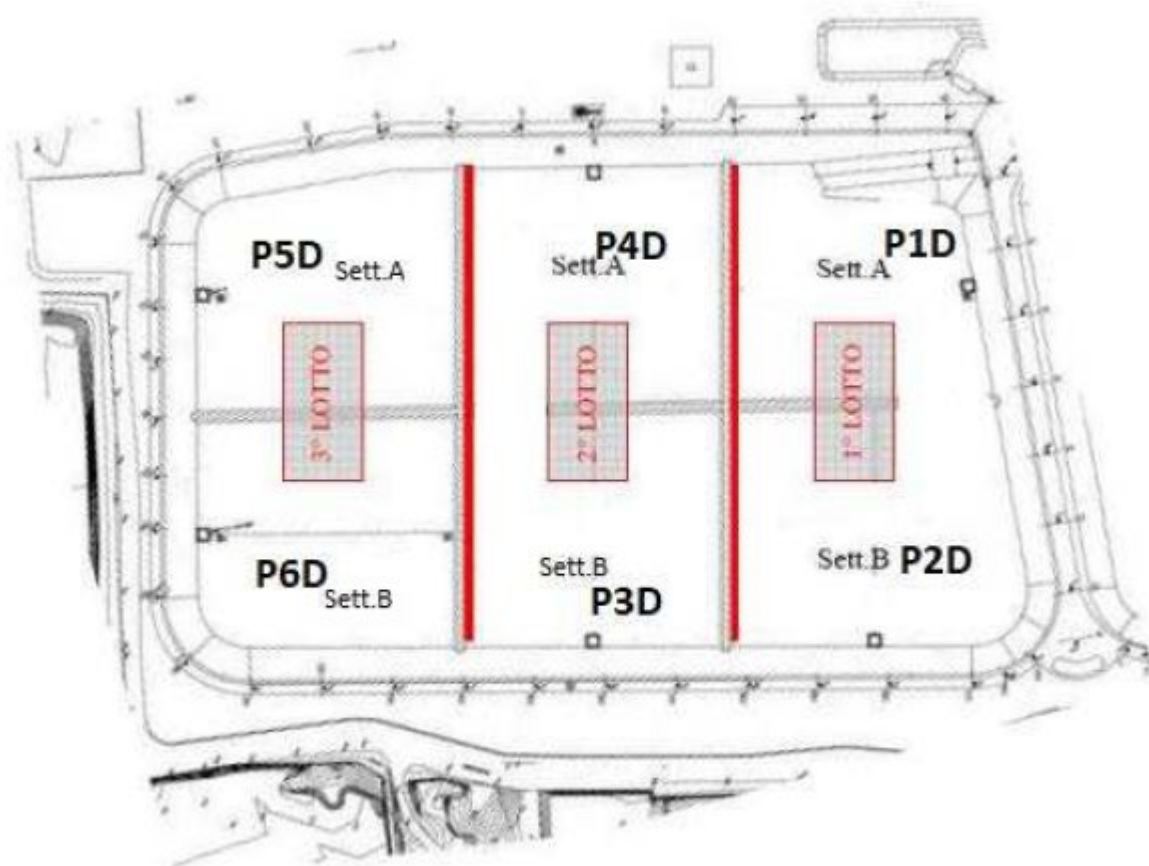 P5D Sett.A
P4D
Sett.A
P1D
Sett.A
3° LOTTO
2° LOTTO
1° LOTTO
P6D
Sett.B
Sett.B
P3D
Sett.B P2D